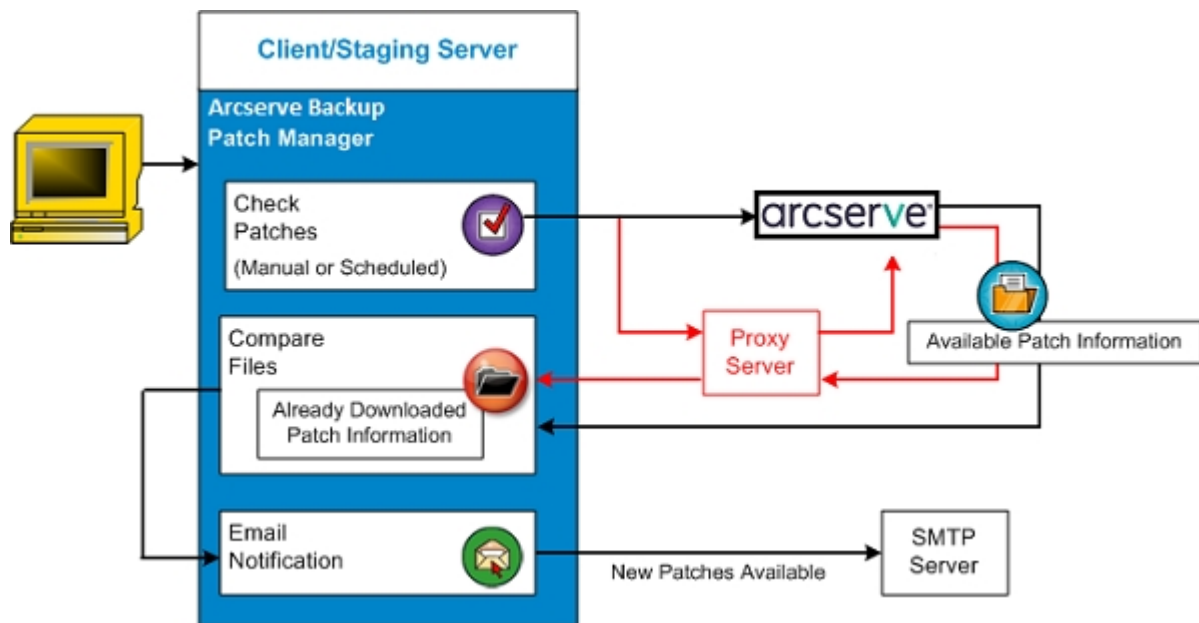 Client/Staging Server
Arcserve Backup
Patch Manager
Check
Patches
(Manual or Scheduled)
arcserve™
Proxy
Server
Available Patch Information
Compare
Files
Already Downloaded
Patch Information
Email
Notification
New Patches Available
SMTP
Server